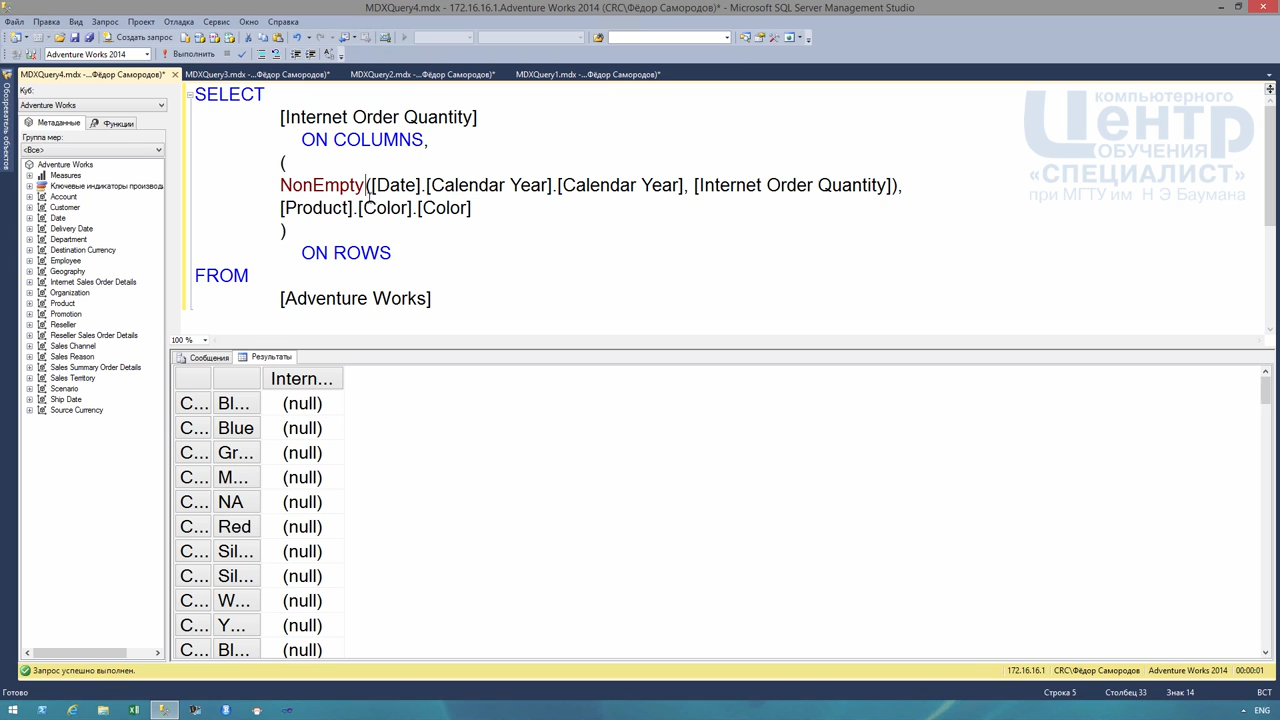 MDXQuery4.mdx - 172.16.16.1.Adventure Works 2014 (CRC\Фёдор Самородов) - Microsoft SQL Server Management Studio
Файл Правка Вид Запрос Проект Отладка Сервис Окно Справка
Создать запрос
Adventure Works 2014 Выполнить
MDXQuery4.mdx -...Фёдор Самородов)* MDXQuery3.mdx -...Фёдор Самородов)* MDXQuery2.mdx -...Фёдор Самородов)* MDXQuery1.mdx -...Фёдор Самородов)*
Обозреватель объектов
Куб:
Adventure Works
Метаданные Функции
Группа мер:
<Все>
Adventure Works
Measures
Ключевые индикаторы производи
Account
Customer
Date
Delivery Date
Department
Destination Currency
Employee
Geography
Internet Sales Order Details
Organization
Product
Promotion
Reseller
Reseller Sales Order Details
Sales Channel
Sales Reason
Sales Summary Order Details
Sales Territory
Scenario
Ship Date
Source Currency
SELECT
[Internet Order Quantity]
ON COLUMNS,
(
NonEmpty([Date].[Calendar Year].[Calendar Year], [Internet Order Quantity]),
[Product].[Color].[Color]
)
ON ROWS
FROM
[Adventure Works]
компьютерного
Центр
ОБУЧЕНИЯ
«СПЕЦИАЛИСТ»
при МГТУ им Н Э Баумана
100 %
Сообщения Результаты
Intern...
C... Bl... (null)
C... Blue (null)
C... Gr... (null)
C... M... (null)
C... NA (null)
C... Red (null)
C... Sil... (null)
C... Sil... (null)
C... W... (null)
C... Y... (null)
C... Bl... (null)
Запрос успешно выполнен. 172.16.16.1 CRC\Фёдор Самородов Adventure Works 2014 00:00:01
Готово Строка 5 Столбец 33 Знак 14 ВСТ
ENG